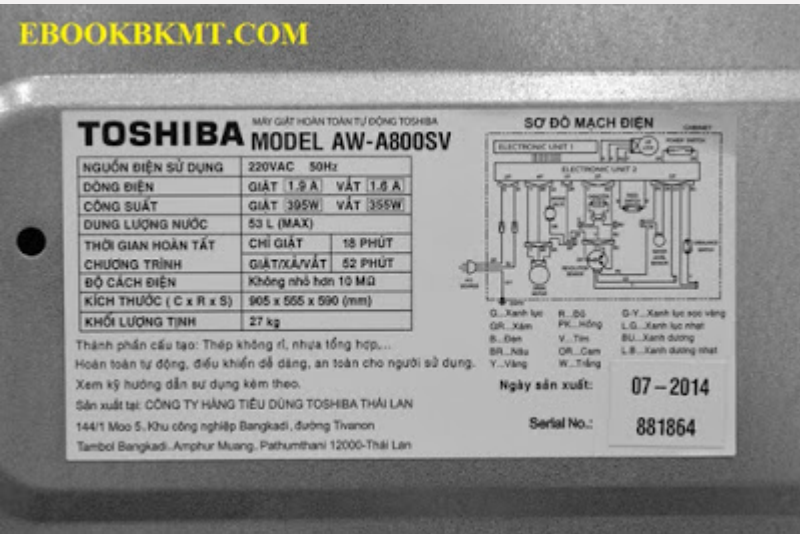 EBOOKBKMT.COM
MÁY GIẶT HOÀN TOÀN TỰ ĐỘNG TOSHIBA
TOSHIBA MODEL AW-A800SV
NGUỒN ĐIỆN SỬ DỤNG 220VAC 50Hz
DÒNG ĐIỆN GIẶT 1.9 A VẮT 1.6 A
CÔNG SUẤT GIẶT 395W VẮT 355W
DUNG LƯỢNG NƯỚC 53 L (MAX)
THỜI GIAN HOÀN TẤT CHỈ GIẶT 18 PHÚT
CHƯƠNG TRÌNH GIẶT/XẢ/VẮT 52 PHÚT
ĐỘ CÁCH ĐIỆN Không nhỏ hơn 10 MΩ
KÍCH THƯỚC ( C x R x S ) 905 x 555 x 590 (mm)
KHỐI LƯỢNG TỊNH 27 kg
Thành phần cấu tạo: Thép không rỉ, nhựa tổng hợp,...
Hoàn toàn tự động, điều khiển dễ dàng, an toàn cho người sử dụng.
Xem kỹ hướng dẫn sử dụng kèm theo.
Sản xuất tại: CÔNG TY HÀNG TIÊU DÙNG TOSHIBA THÁI LAN
144/1 Moo 5, Khu công nghiệp Bangkadi, đường Tivanon
Tambol Bangkadi, Amphur Muang, Pathumthani 12000-Thái Lan
SƠ ĐỒ MẠCH ĐIỆN
CABINET
ELECTRONIC UNIT 1
POWER SWITCH
ELECTRONIC UNIT 2
G...Xanh lục R...Đỏ G-Y...Xanh lục sọc vàng
GR...Xám PK...Hồng L.G...Xanh lục nhạt
B...Đen V...Tím BU...Xanh dương
BR...Nâu OR...Cam L.B...Xanh dương nhạt
Y...Vàng W...Trắng
Ngày sản xuất: 07-2014
Serial No.: 881864